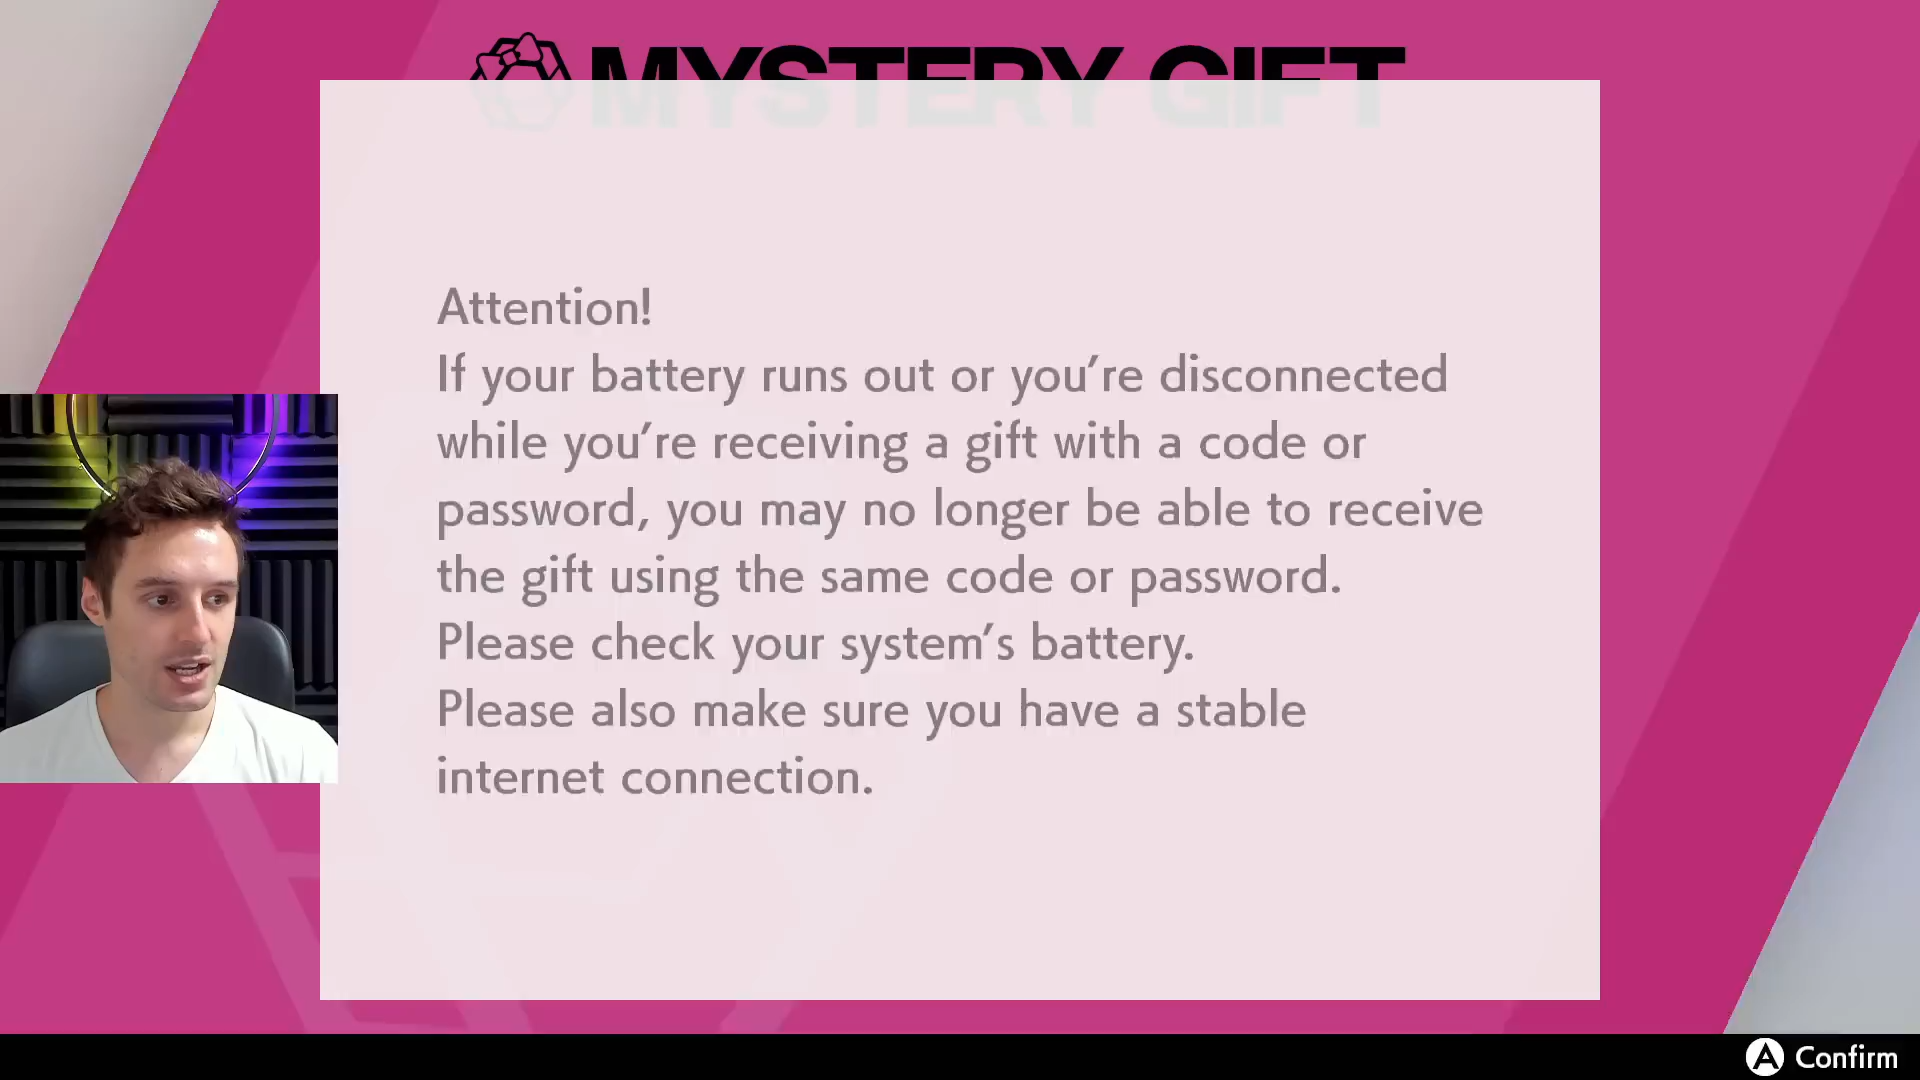 MYSTERY GIFT
Attention!
If your battery runs out or you’re disconnected
while you’re receiving a gift with a code or
password, you may no longer be able to receive
the gift using the same code or password.
Please check your system’s battery.
Please also make sure you have a stable
internet connection.
A Confirm